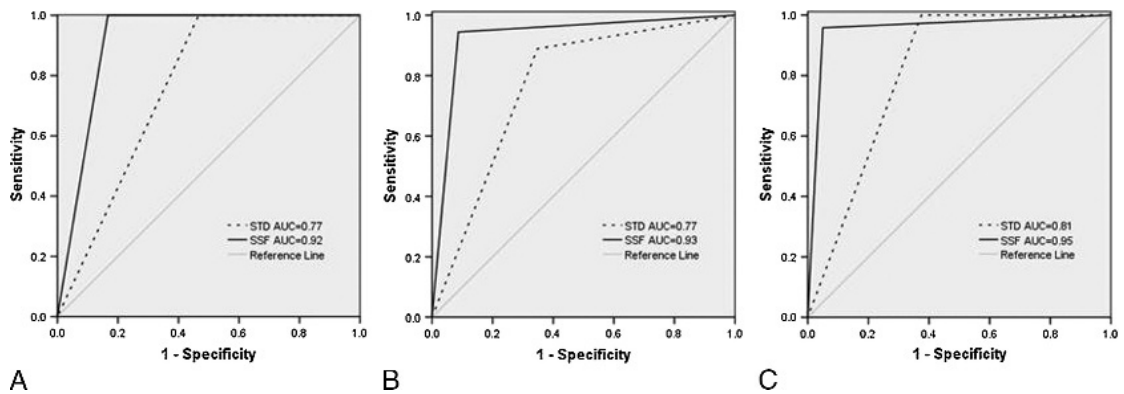 1.0
0.8
0.6
0.4
0.2
0.0
Sensitivity
STD AUC=0.77
SSF AUC=0.92
Reference Line
0.0 0.2 0.4 0.6 0.8 1.0
1 - Specificity
A
1.0
0.8
0.6
0.4
0.2
0.0
Sensitivity
STD AUC=0.77
SSF AUC=0.93
Reference Line
0.0 0.2 0.4 0.6 0.8 1.0
1 - Specificity
B
1.0
0.8
0.6
0.4
0.2
0.0
Sensitivity
STD AUC=0.81
SSF AUC=0.95
Reference Line
0.0 0.2 0.4 0.6 0.8 1.0
1 - Specificity
C